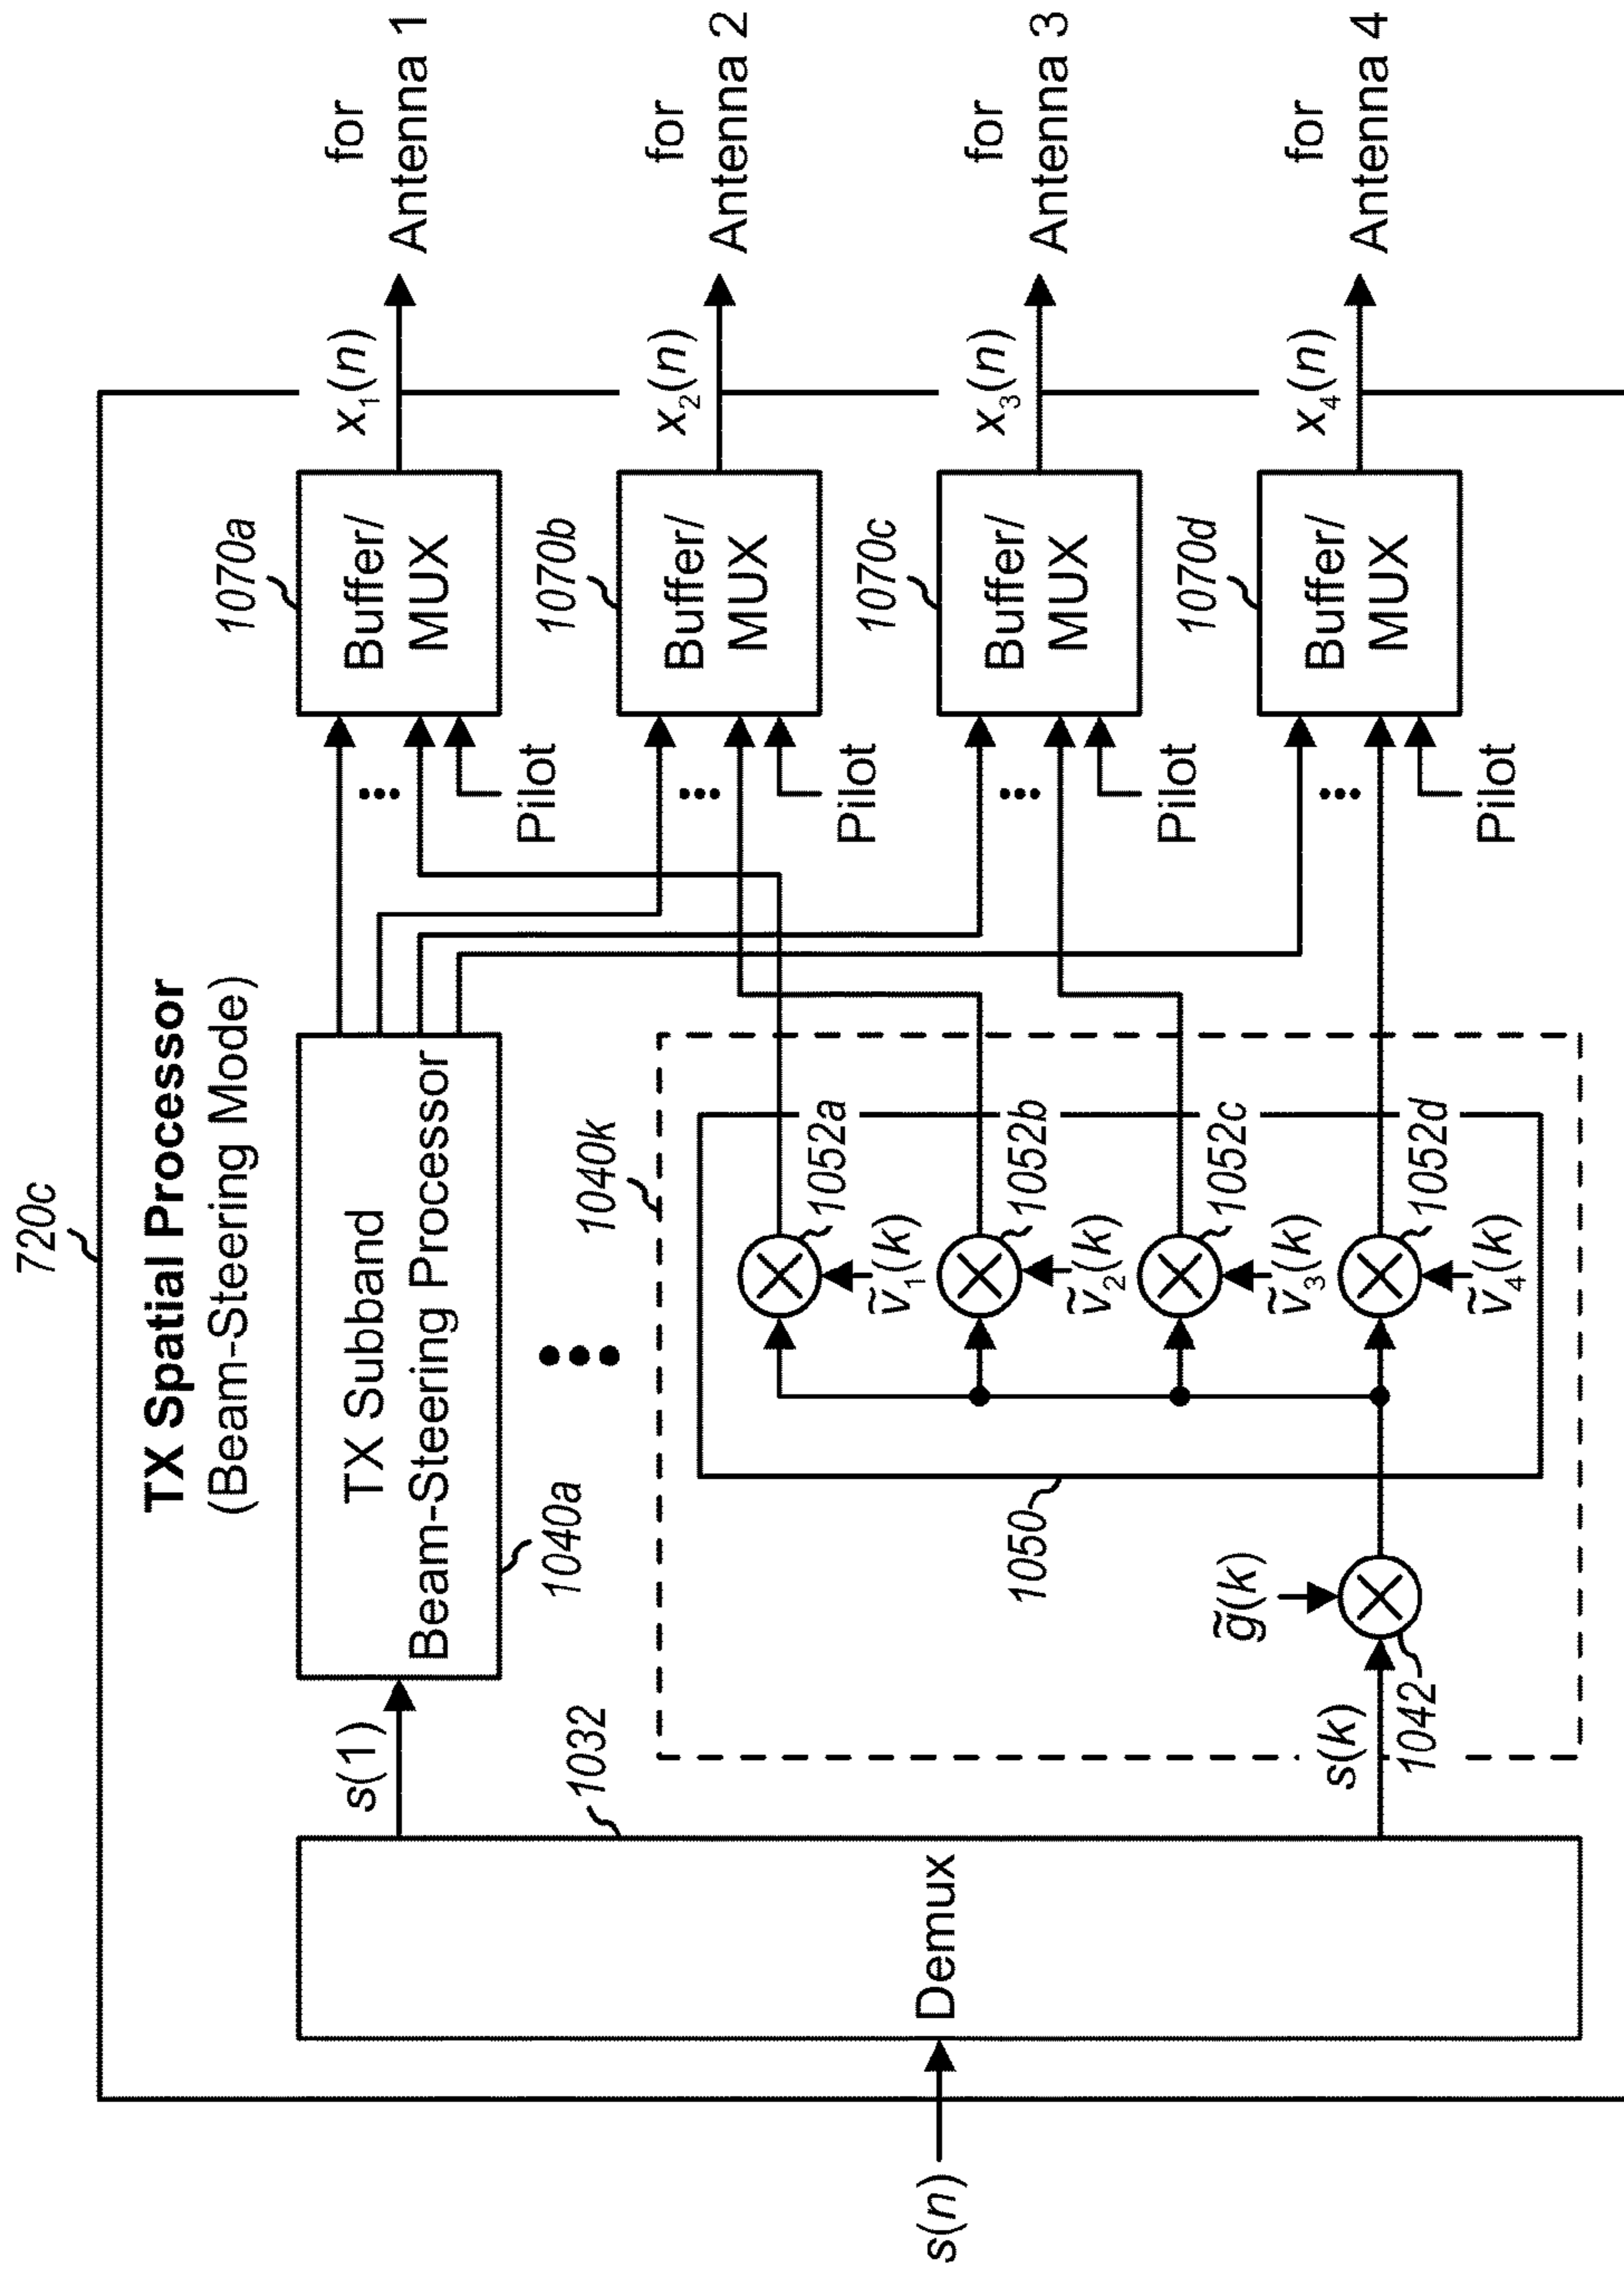 720c
TX Spatial Processor
(Beam-Steering Mode)
s(n)
Demux
1032
s(1)
TX Subband
Beam-Steering Processor
1040a
1040k
s(k)
1042
g̃(k)
1050
1052a
ṽ₁(k)
1052b
ṽ₂(k)
1052c
ṽ₃(k)
1052d
ṽ₄(k)
1070a
Buffer/
MUX
Pilot
x₁(n)
for
Antenna 1
1070b
Buffer/
MUX
Pilot
x₂(n)
for
Antenna 2
1070c
Buffer/
MUX
Pilot
x₃(n)
for
Antenna 3
1070d
Buffer/
MUX
Pilot
x₄(n)
for
Antenna 4